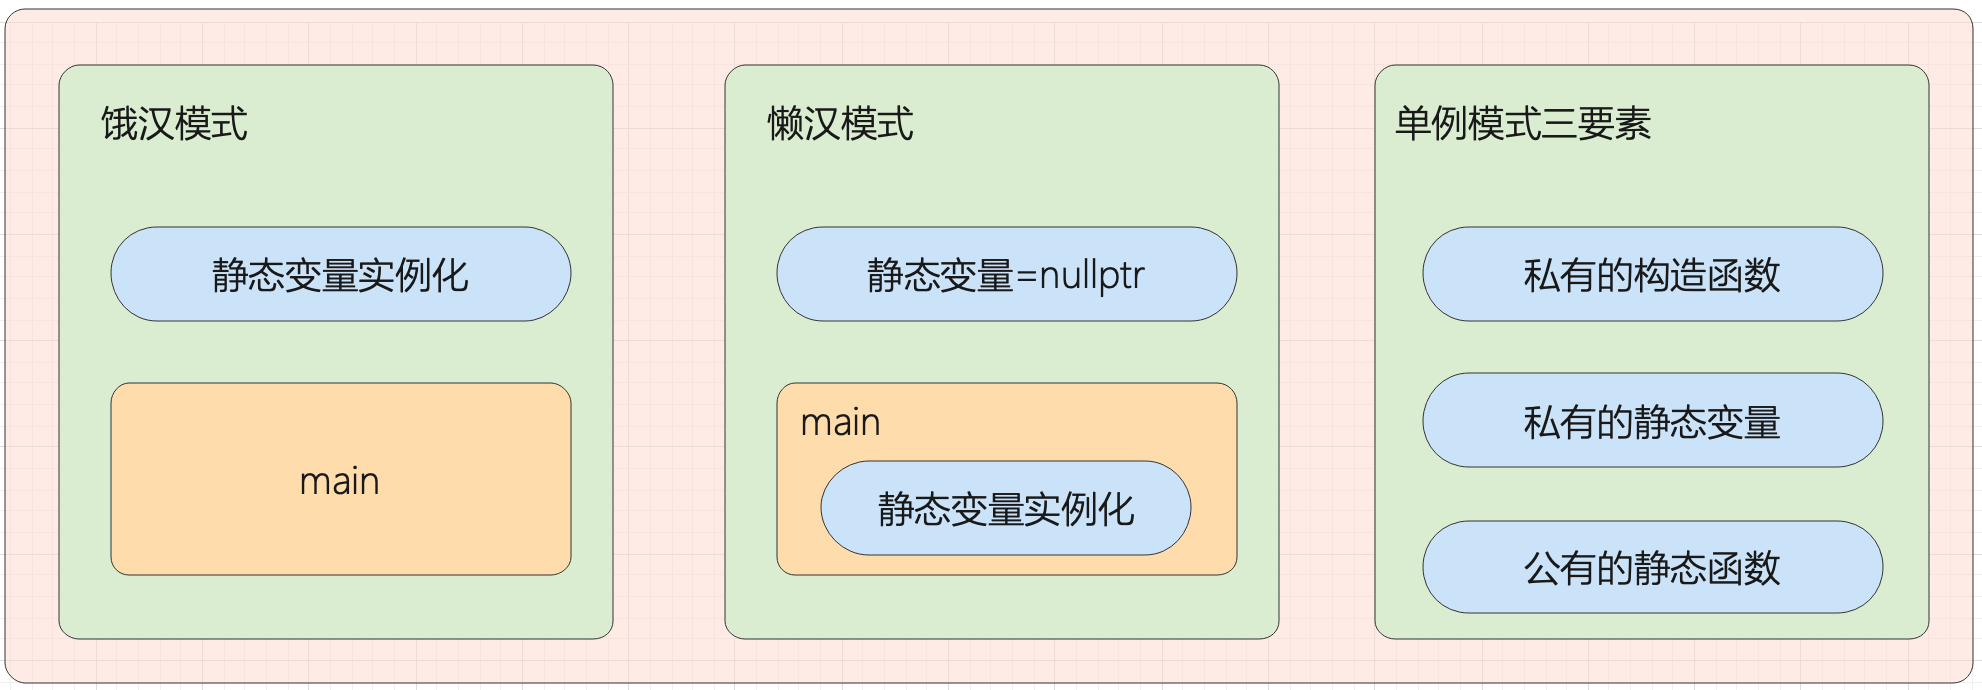 饿汉模式
静态变量实例化
main
懒汉模式
静态变量=nullptr
main
静态变量实例化
单例模式三要素
私有的构造函数
私有的静态变量
公有的静态函数